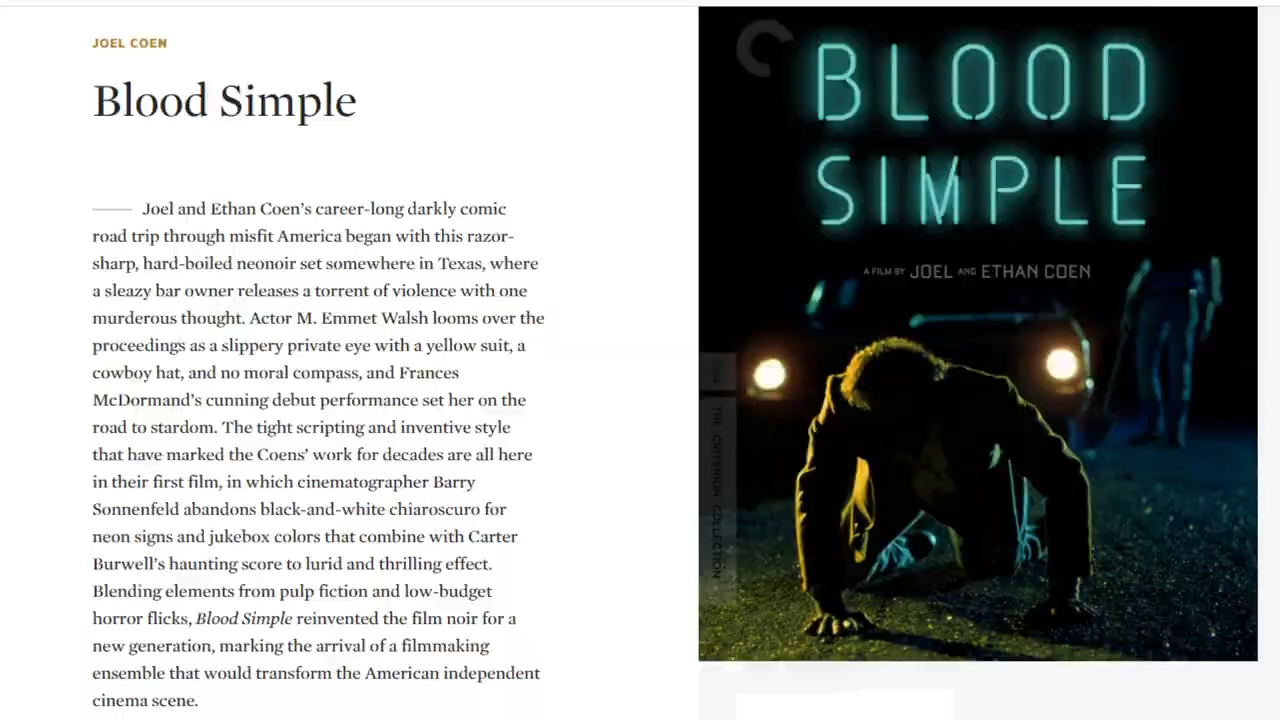 JOEL COEN
Blood Simple
Joel and Ethan Coen's career-long darkly comic
road trip through misfit America began with this razor-
sharp, hard-boiled neonoir set somewhere in Texas, where
a sleazy bar owner releases a torrent of violence with one
murderous thought. Actor M. Emmet Walsh looms over the
proceedings as a slippery private eye with a yellow suit, a
cowboy hat, and no moral compass, and Frances
McDormand's cunning debut performance set her on the
road to stardom. The tight scripting and inventive style
that have marked the Coens' work for decades are all here
in their first film, in which cinematographer Barry
Sonnenfeld abandons black-and-white chiaroscuro for
neon signs and jukebox colors that combine with Carter
Burwell's haunting score to lurid and thrilling effect.
Blending elements from pulp fiction and low-budget
horror flicks, Blood Simple reinvented the film noir for a
new generation, marking the arrival of a filmmaking
ensemble that would transform the American independent
cinema scene.
BLOOD
SIMPLE
A FILM BY JOEL AND ETHAN COEN
THE CRITERION COLLECTION